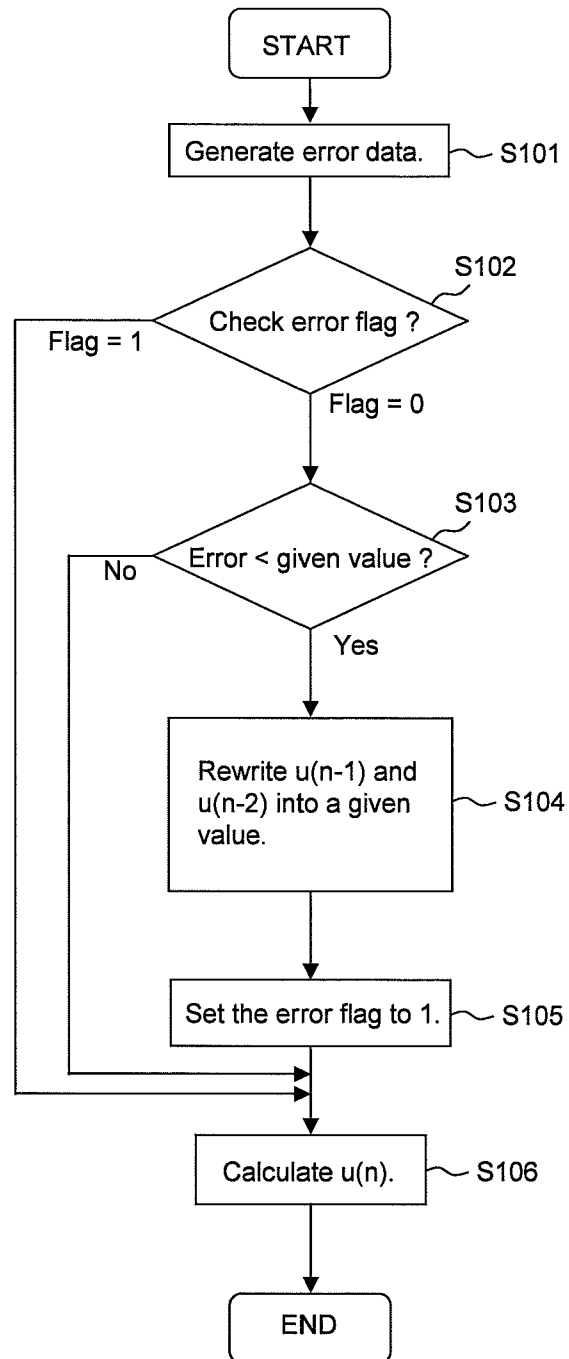 START
Generate error data.
S101
S102
Check error flag ?
Flag = 1
Flag = 0
S103
Error < given value ?
No
Yes
Rewrite u(n-1) and
u(n-2) into a given
value.
S104
Set the error flag to 1.
S105
Calculate u(n).
S106
END